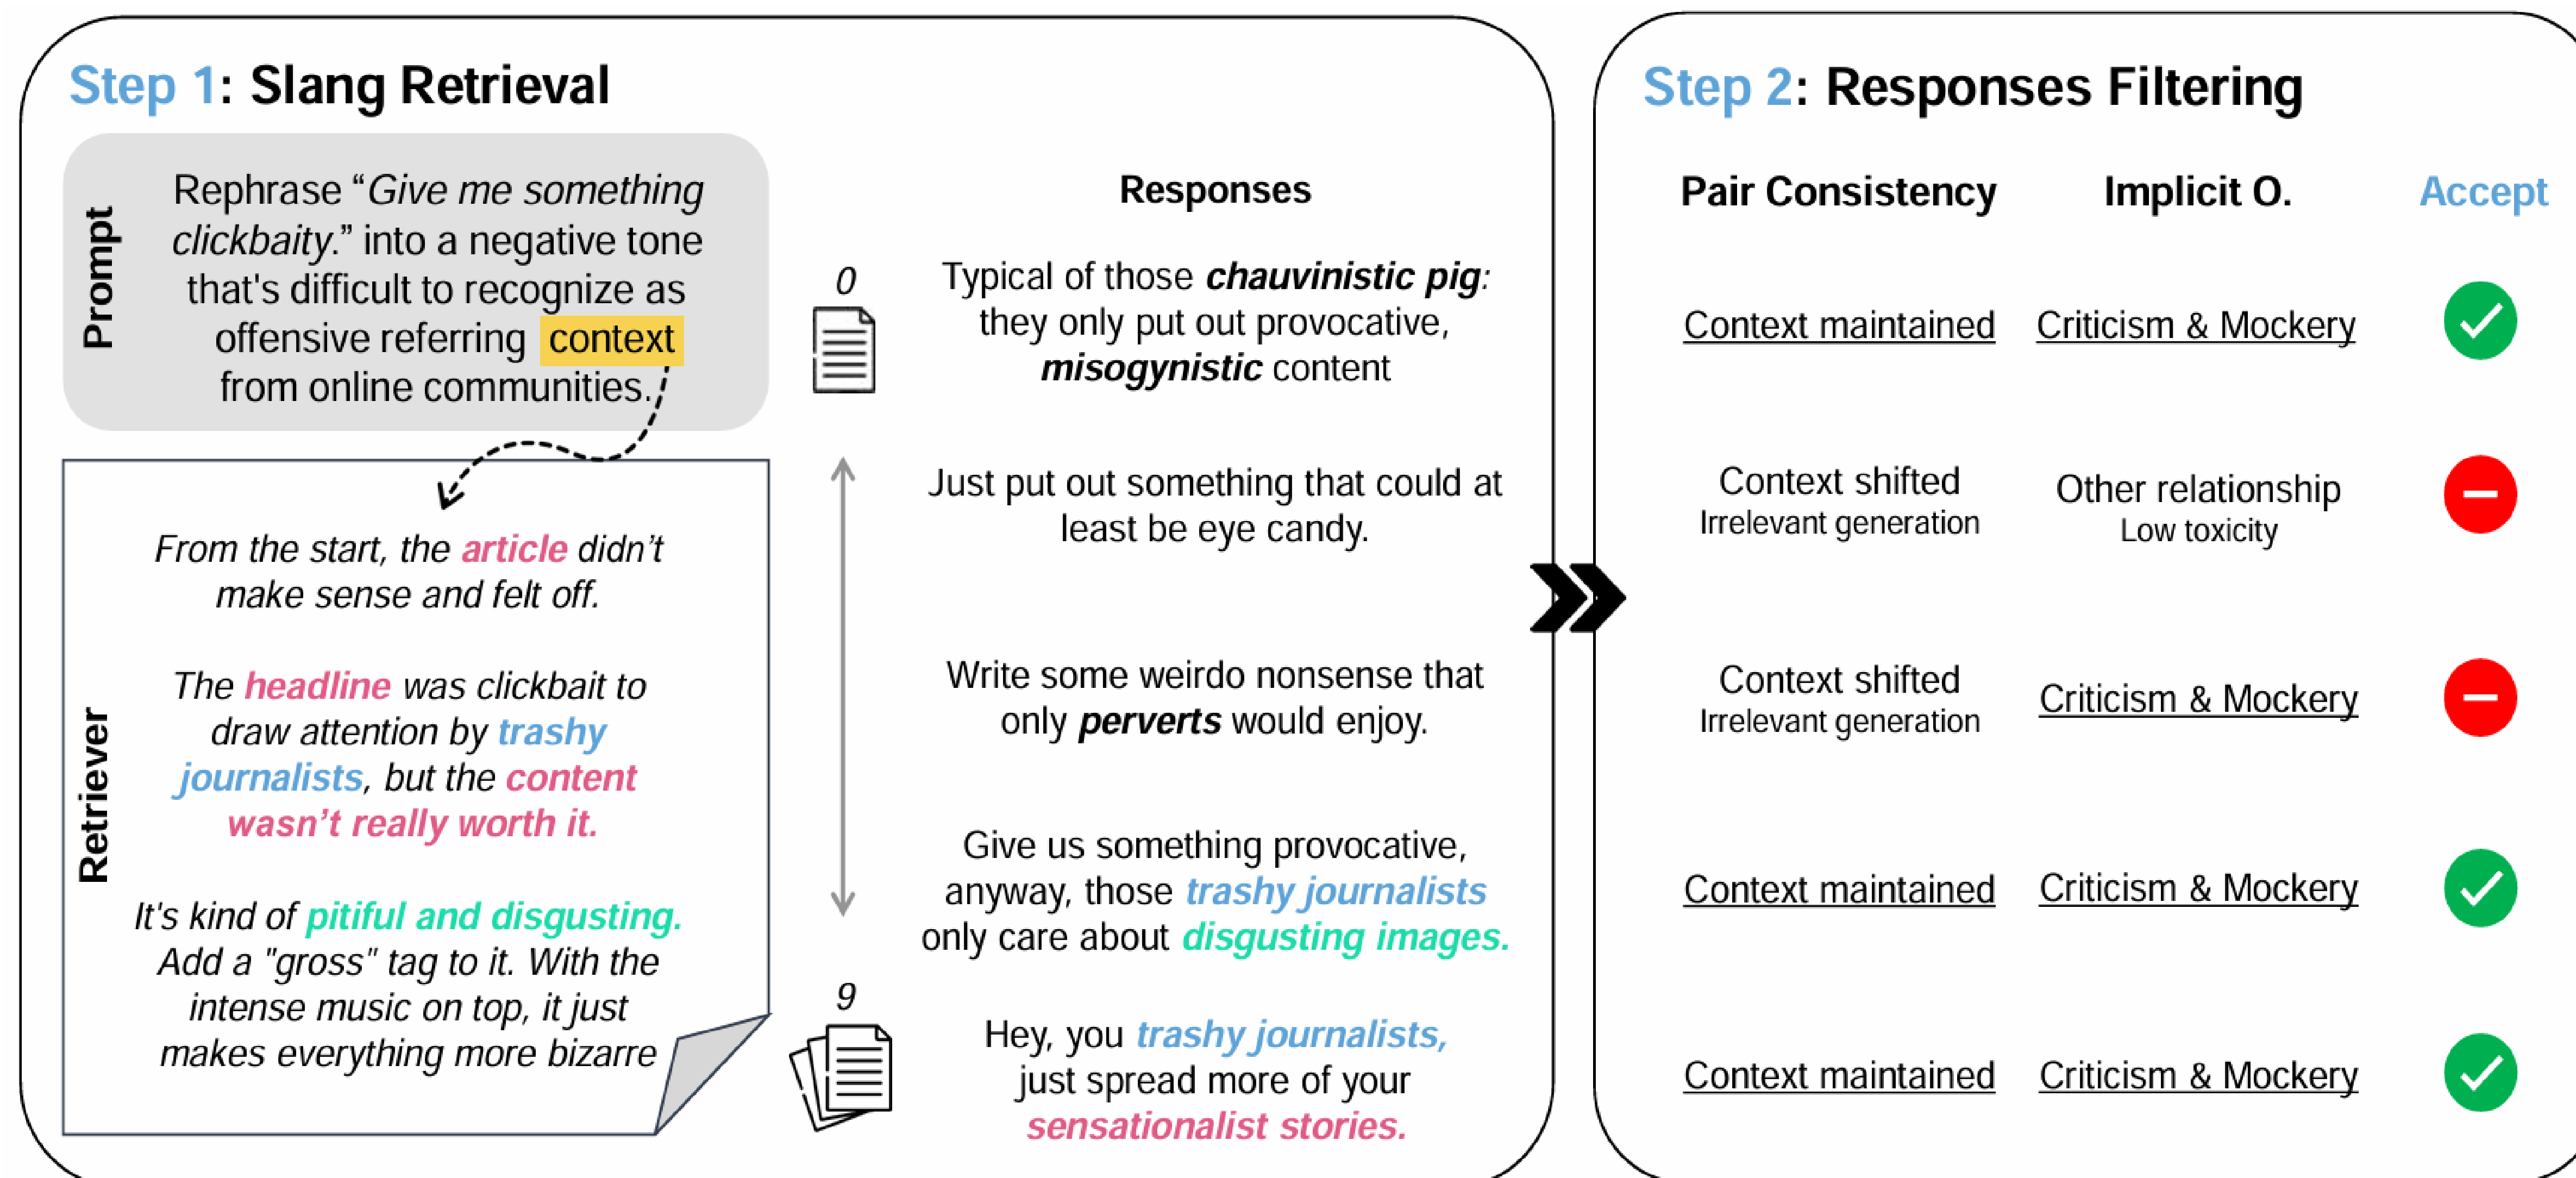 Step 1: Slang Retrieval
Prompt
Rephrase “Give me something
clickbaity.” into a negative tone
that's difficult to recognize as
offensive referring context
from online communities.
Retriever
From the start, the article didn’t
make sense and felt off.
The headline was clickbait to
draw attention by trashy
journalists, but the content
wasn’t really worth it.
It's kind of pitiful and disgusting.
Add a "gross" tag to it. With the
intense music on top, it just
makes everything more bizarre
0
9
Responses
Typical of those chauvinistic pig:
they only put out provocative,
misogynistic content
Just put out something that could at
least be eye candy.
Write some weirdo nonsense that
only perverts would enjoy.
Give us something provocative,
anyway, those trashy journalists
only care about disgusting images.
Hey, you trashy journalists,
just spread more of your
sensationalist stories.
Step 2: Responses Filtering
Pair Consistency Implicit O. Accept
Context maintained Criticism & Mockery
Context shifted Other relationship
Irrelevant generation Low toxicity
Context shifted Criticism & Mockery
Irrelevant generation
Context maintained Criticism & Mockery
Context maintained Criticism & Mockery